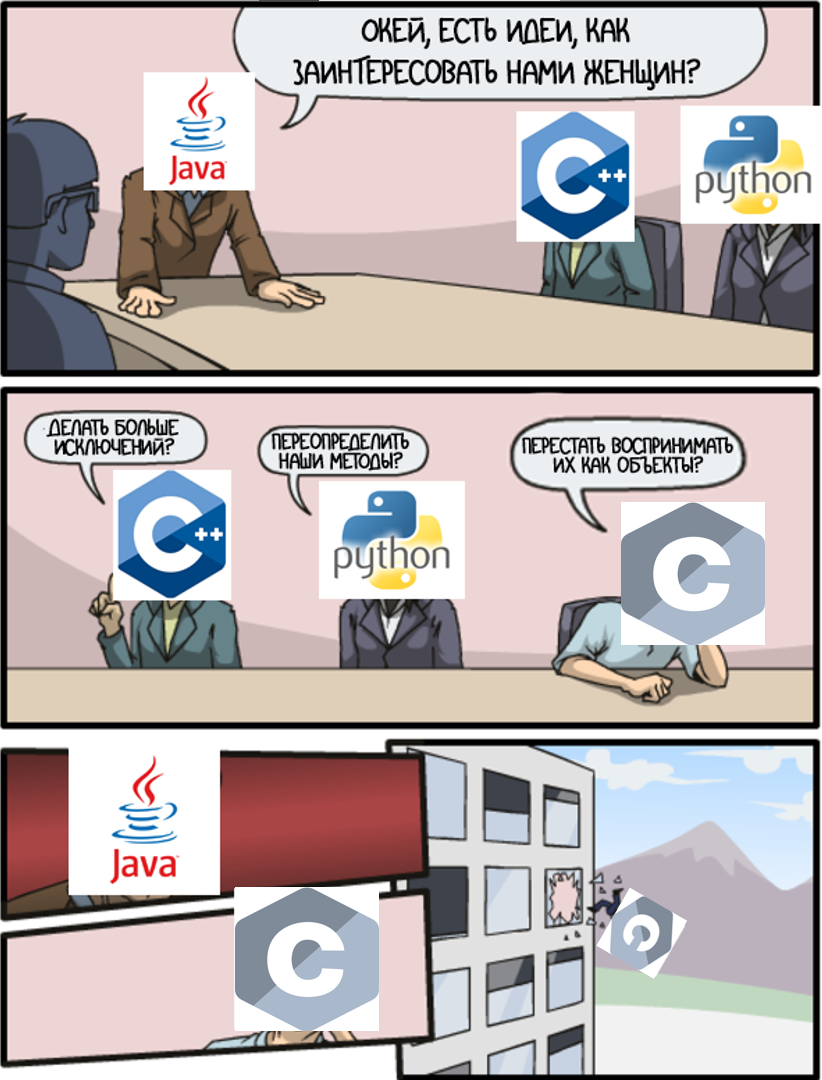 ОКЕЙ, ЕСТЬ ИДЕИ, КАК
ЗАИНТЕРЕСОВАТЬ НАМИ ЖЕНЩИН?
Java
C++
python
ДЕЛАТЬ БОЛЬШЕ
ИСКЛЮЧЕНИЙ?
ПЕРЕОПРЕДЕЛИТЬ
НАШИ МЕТОДЫ?
ПЕРЕСТАТЬ ВОСПРИНИМАТЬ
ИХ КАК ОБЪЕКТЫ?
C++
python
C
Java
C
C